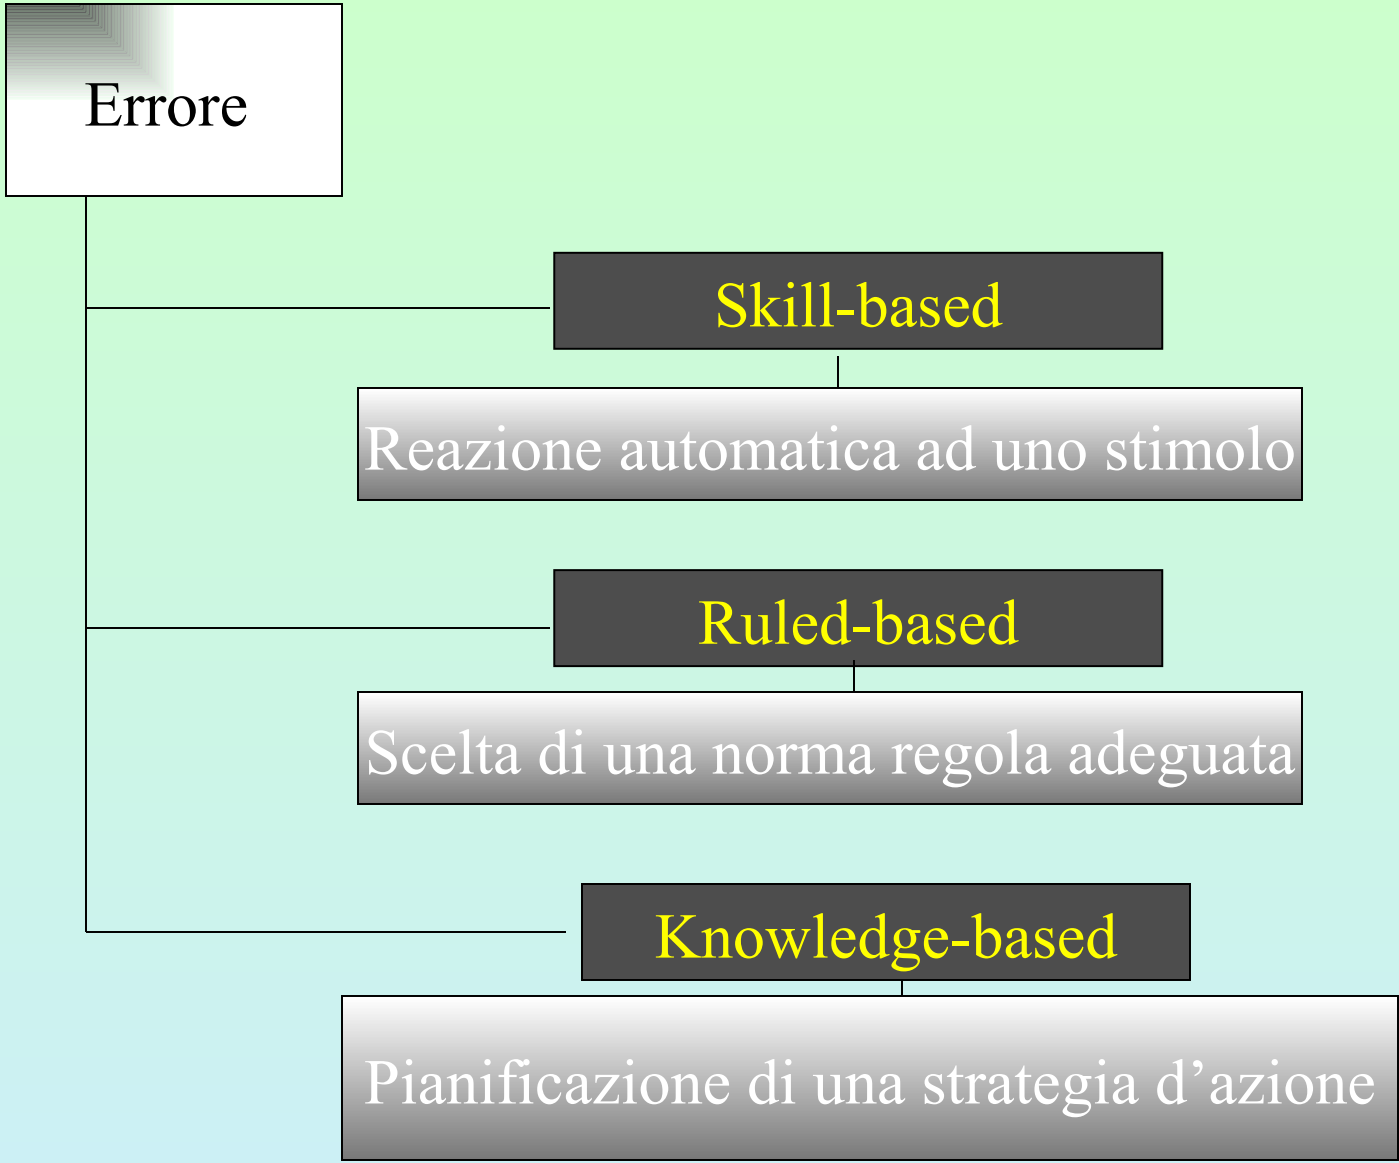 Errore
Skill-based
Reazione automatica ad uno stimolo
Ruled-based
Scelta di una norma regola adeguata
Knowledge-based
Pianificazione di una strategia d’azione